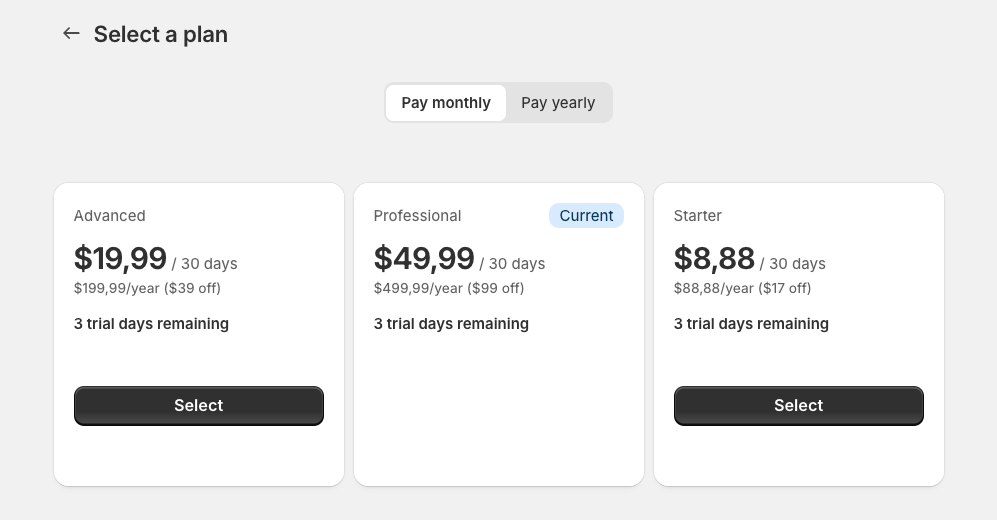 Select a plan
Pay monthly
Pay yearly
Advanced
$19,99 / 30 days
$199,99/year ($39 off)
3 trial days remaining
Select
Professional
Current
$49,99 / 30 days
$499,99/year ($99 off)
3 trial days remaining
Starter
$8,88 / 30 days
$88,88/year ($17 off)
3 trial days remaining
Select